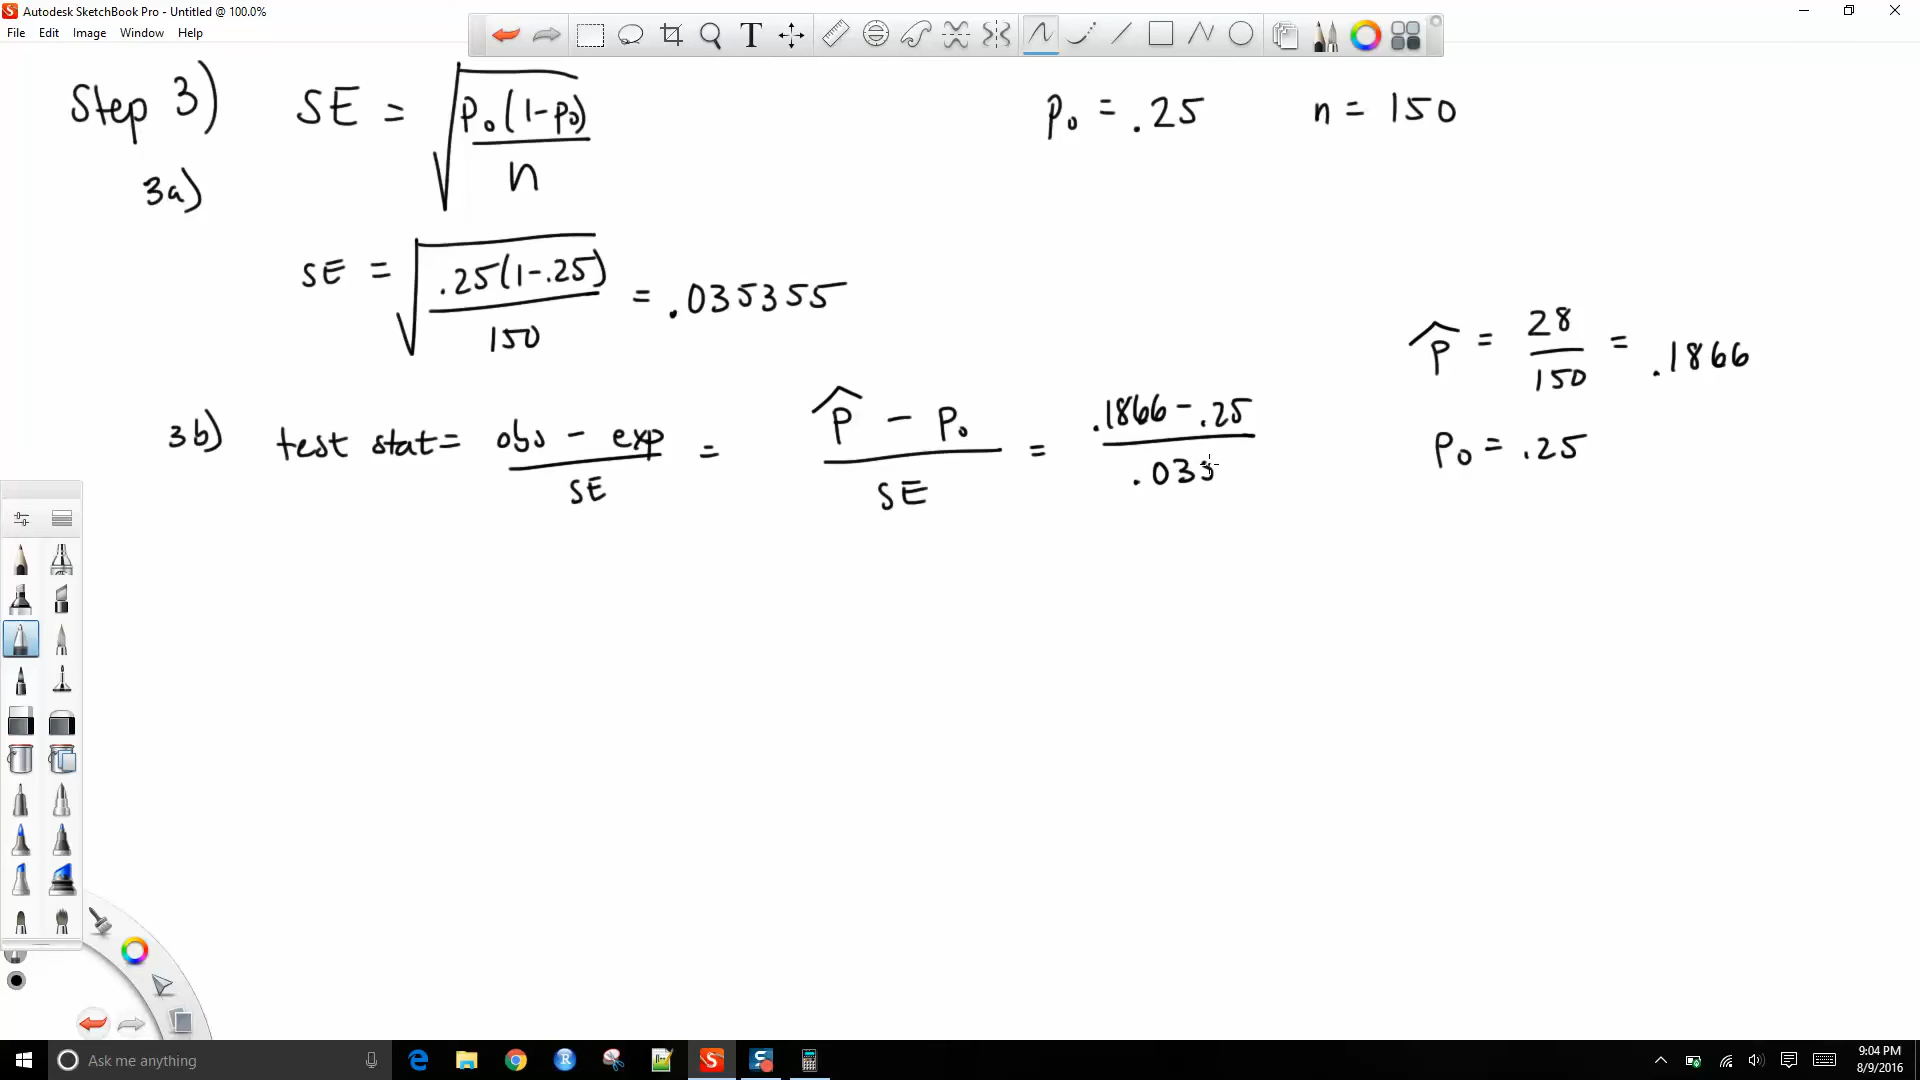 Autodesk SketchBook Pro - Untitled @ 100.0%
File Edit Image Window Help
T
Step 3) SE = √(P₀(1-p₀)/n) p₀ = .25 n = 150
3a)
SE = √(.25(1-.25)/150) = .035355
p̂ = 28/150 = .1866
3b) test stat = (obs - exp)/SE = (p̂ - P₀)/SE = (.1866 - .25)/.035
P₀ = .25
Ask me anything
9:04 PM
8/9/2016